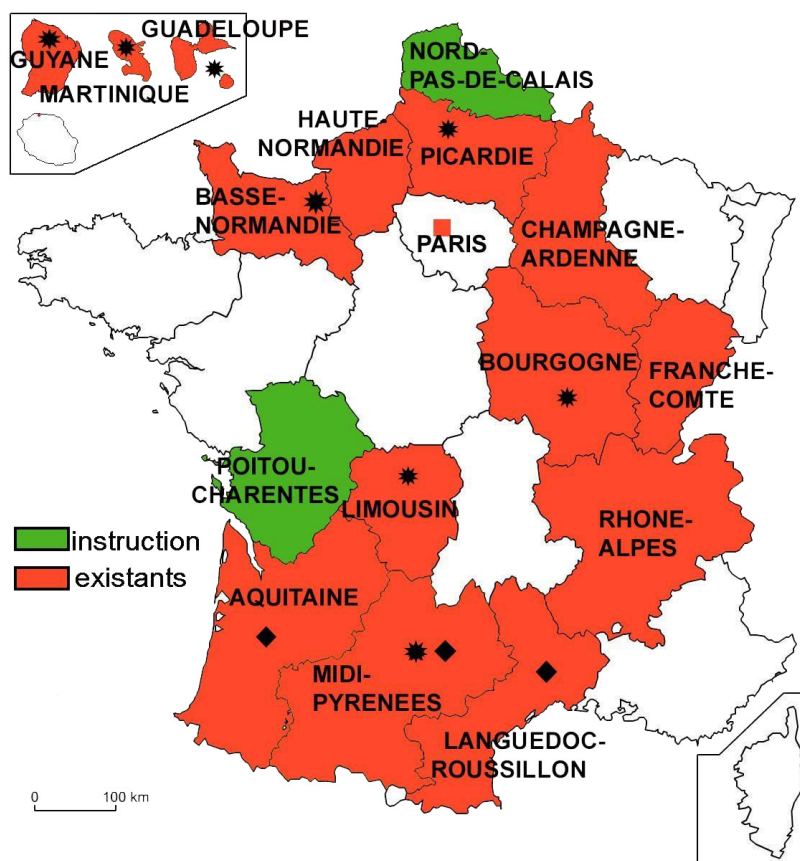 GUADELOUPE
GUYANE
MARTINIQUE
NORD-
PAS-DE-CALAIS
HAUTE-
NORMANDIE
PICARDIE
BASSE-
NORMANDIE
PARIS
CHAMPAGNE-
ARDENNE
BOURGOGNE
FRANCHE-
COMTE
POITOU-
CHARENTES
LIMOUSIN
RHONE-
ALPES
instruction
existants
AQUITAINE
MIDI-
PYRENEES
LANGUEDOC-
ROUSSILLON
0 100 km